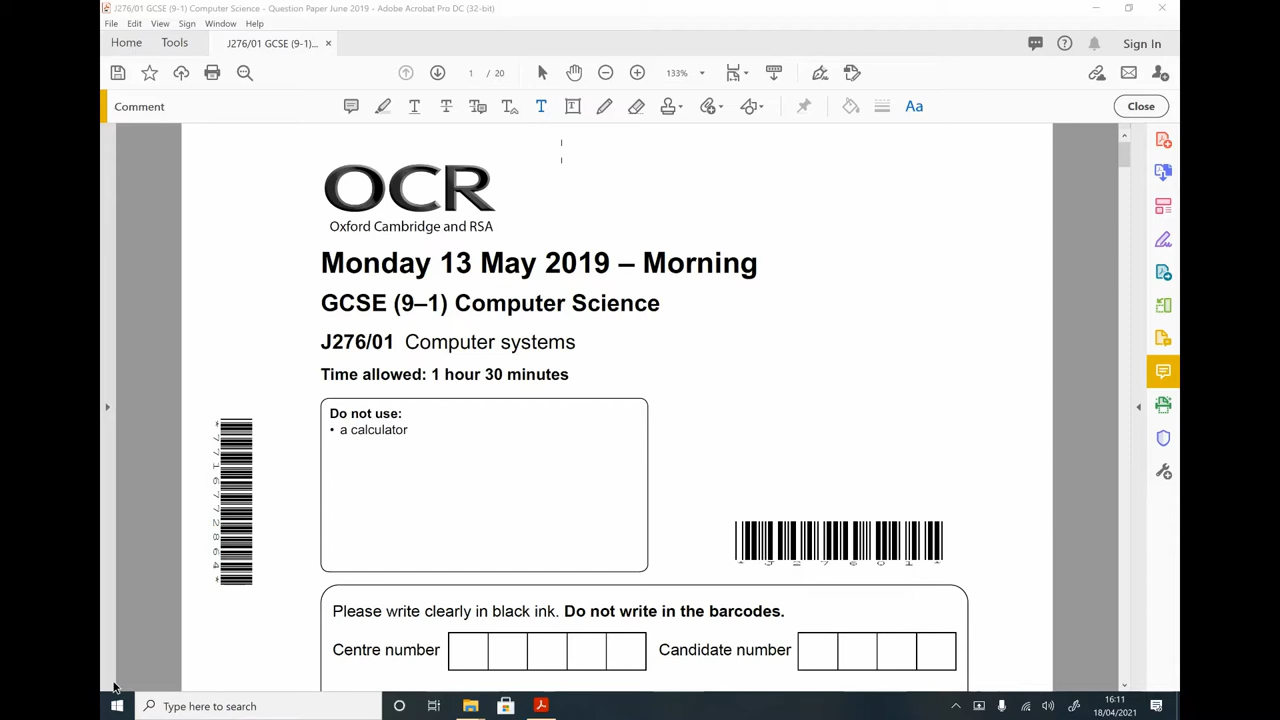 J276/01 GCSE (9-1) Computer Science - Question Paper June 2019 - Adobe Acrobat Pro DC (32-bit)
File Edit View Sign Window Help
Home Tools J276/01 GCSE (9-1)... × Sign In
1 / 20 133%
Comment Close
OCR
Oxford Cambridge and RSA
Monday 13 May 2019 – Morning
GCSE (9–1) Computer Science
J276/01 Computer systems
Time allowed: 1 hour 30 minutes
Do not use:
• a calculator
*7716772864*
*J27601*
Please write clearly in black ink. Do not write in the barcodes.
Centre number Candidate number
Type here to search
16:11
18/04/2021